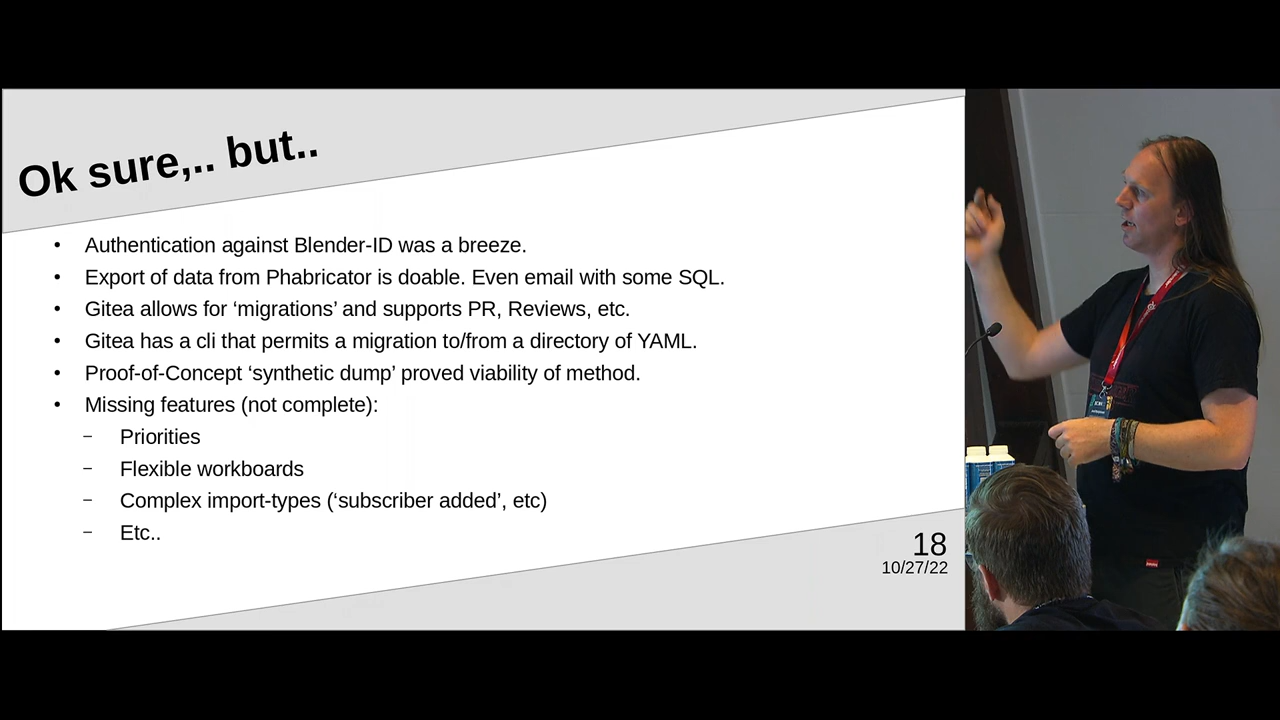 Ok sure,.. but..
• Authentication against Blender-ID was a breeze.
• Export of data from Phabricator is doable. Even email with some SQL.
• Gitea allows for ‘migrations’ and supports PR, Reviews, etc.
• Gitea has a cli that permits a migration to/from a directory of YAML.
• Proof-of-Concept ‘synthetic dump’ proved viability of method.
• Missing features (not complete):
– Priorities
– Flexible workboards
– Complex import-types (‘subscriber added’, etc)
– Etc..
18
10/27/22